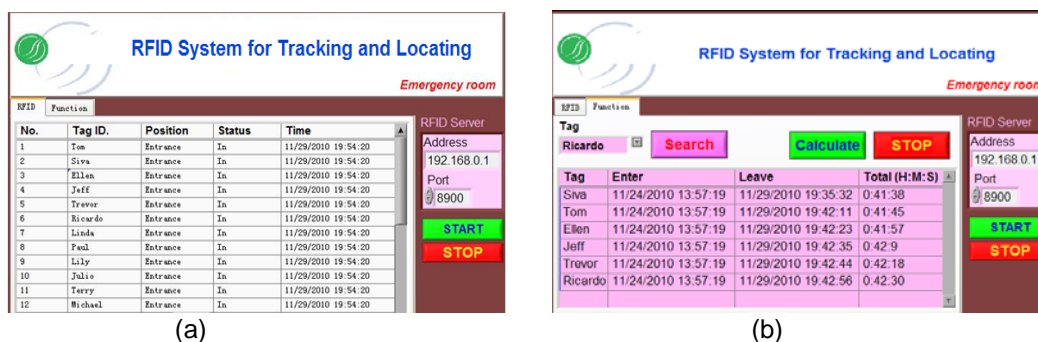 RFID System for Tracking and Locating
Emergency room
RFID Function
No. Tag ID. Position Status Time
1 Tom Entrance In 11/29/2010 19:54:20
2 Siva Entrance In 11/29/2010 19:54:20
3 Ellen Entrance In 11/29/2010 19:54:20
4 Jeff Entrance In 11/29/2010 19:54:20
5 Trevor Entrance In 11/29/2010 19:54:20
6 Ricardo Entrance In 11/29/2010 19:54:20
7 Linda Entrance In 11/29/2010 19:54:20
8 Paul Entrance In 11/29/2010 19:54:20
9 Lily Entrance In 11/29/2010 19:54:20
10 Julio Entrance In 11/29/2010 19:54:20
11 Terry Entrance In 11/29/2010 19:54:20
12 Michael Entrance In 11/29/2010 19:54:20
RFID Server
Address
192.168.0.1
Port
8900
START
STOP
(a)
RFID System for Tracking and Locating
Emergency room
RFID Function
Tag
Ricardo Search Calculate STOP
Tag Enter Leave Total (H:M:S)
Siva 11/24/2010 13:57:19 11/29/2010 19:35:32 0:41:38
Tom 11/24/2010 13:57:19 11/29/2010 19:42:11 0:41:45
Ellen 11/24/2010 13:57:19 11/29/2010 19:42:23 0:41:57
Jeff 11/24/2010 13:57:19 11/29/2010 19:42:35 0:42:9
Trevor 11/24/2010 13:57:19 11/29/2010 19:42:44 0:42:18
Ricardo 11/24/2010 13:57:19 11/29/2010 19:42:56 0:42:30
RFID Server
Address
192.168.0.1
Port
8900
START
STOP
(b)